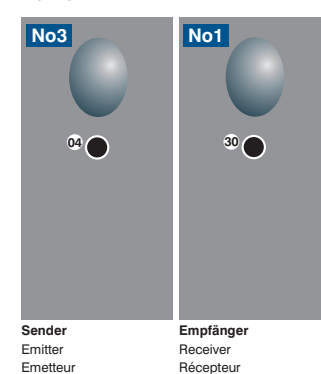 No3
04
Sender
Emitter
Emetteur
No1
30
Empfänger
Receiver
Récepteur